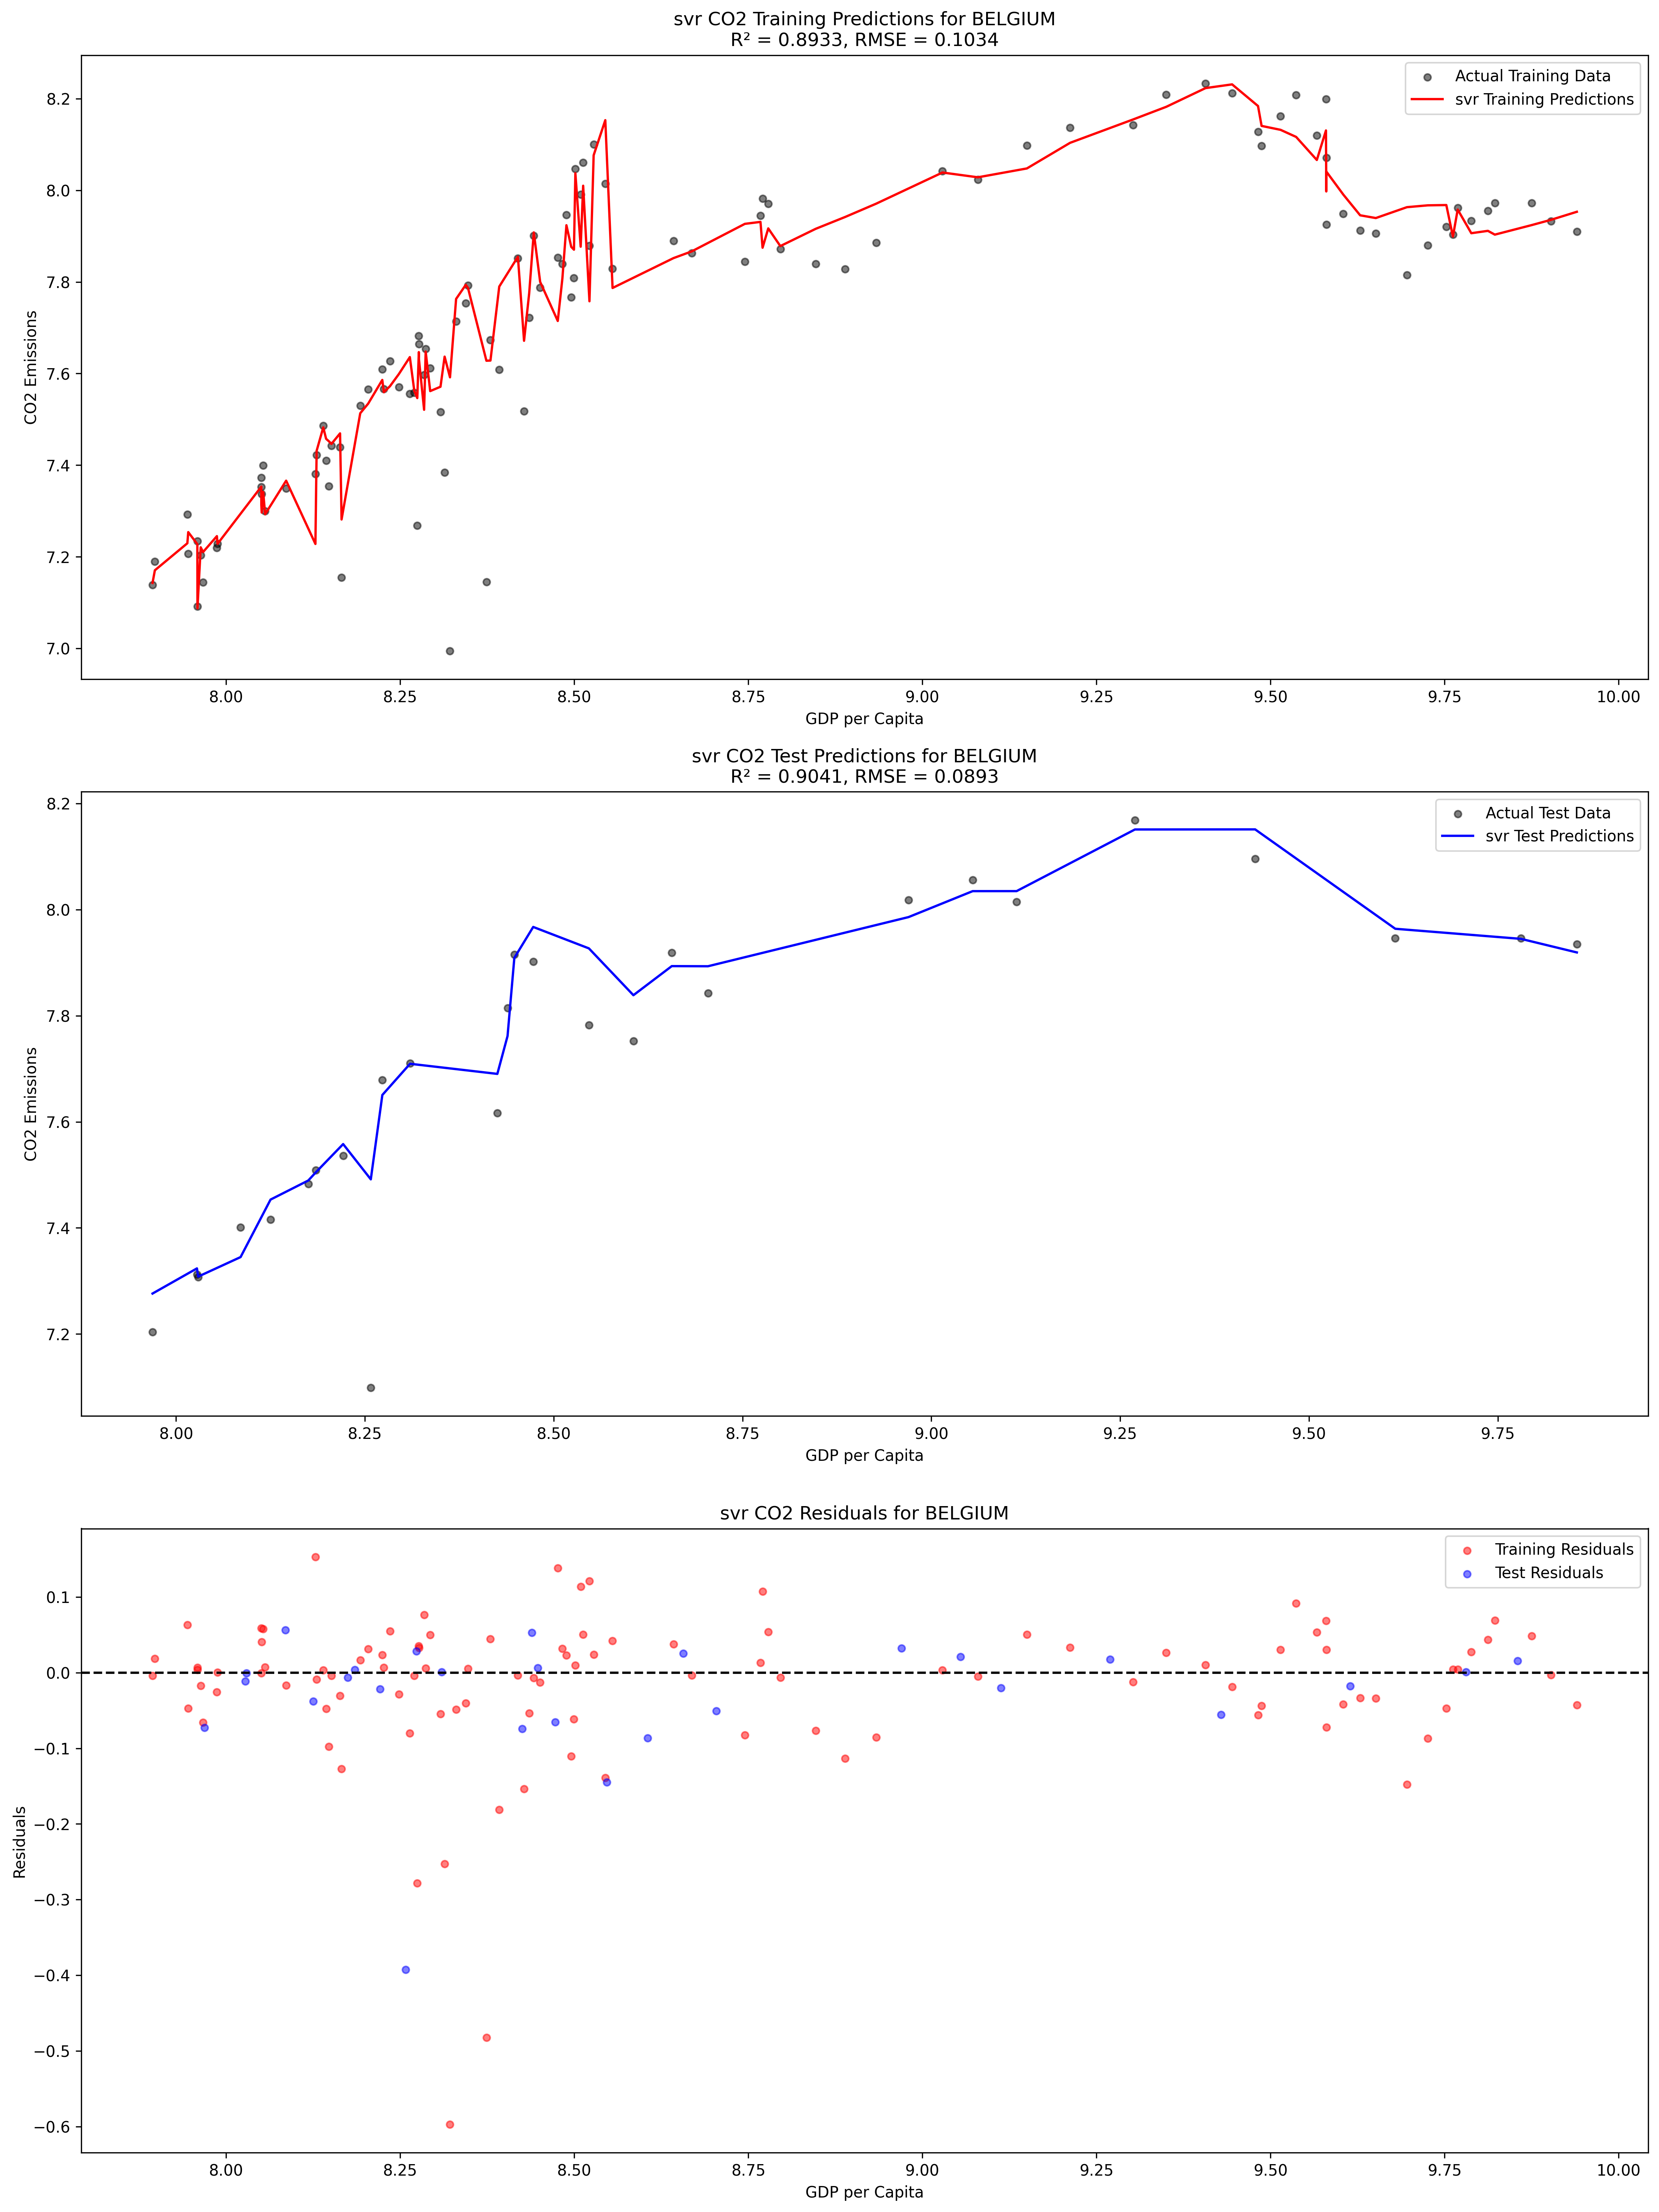 svr CO2 Training Predictions for BELGIUM
R² = 0.8933, RMSE = 0.1034
Actual Training Data
svr Training Predictions
CO2 Emissions
8.2
8.0
7.8
7.6
7.4
7.2
7.0
8.00 8.25 8.50 8.75 9.00 9.25 9.50 9.75 10.00
GDP per Capita
svr CO2 Test Predictions for BELGIUM
R² = 0.9041, RMSE = 0.0893
Actual Test Data
svr Test Predictions
CO2 Emissions
8.2
8.0
7.8
7.6
7.4
7.2
8.00 8.25 8.50 8.75 9.00 9.25 9.50 9.75
GDP per Capita
svr CO2 Residuals for BELGIUM
Training Residuals
Test Residuals
Residuals
0.1
0.0
−0.1
−0.2
−0.3
−0.4
−0.5
−0.6
8.00 8.25 8.50 8.75 9.00 9.25 9.50 9.75 10.00
GDP per Capita